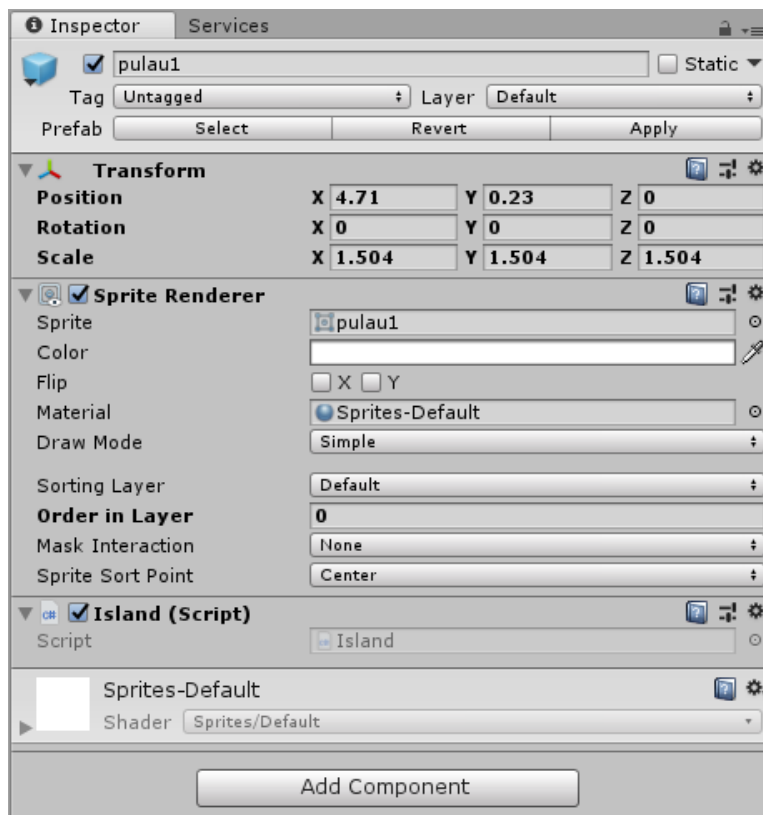 Inspector Services
pulau1 Static
Tag Untagged Layer Default
Prefab Select Revert Apply
Transform
Position X 4.71 Y 0.23 Z 0
Rotation X 0 Y 0 Z 0
Scale X 1.504 Y 1.504 Z 1.504
Sprite Renderer
Sprite pulau1
Color
Flip X Y
Material Sprites-Default
Draw Mode Simple
Sorting Layer Default
Order in Layer 0
Mask Interaction None
Sprite Sort Point Center
C# Island (Script)
Script Island
Sprites-Default
Shader Sprites/Default
Add Component